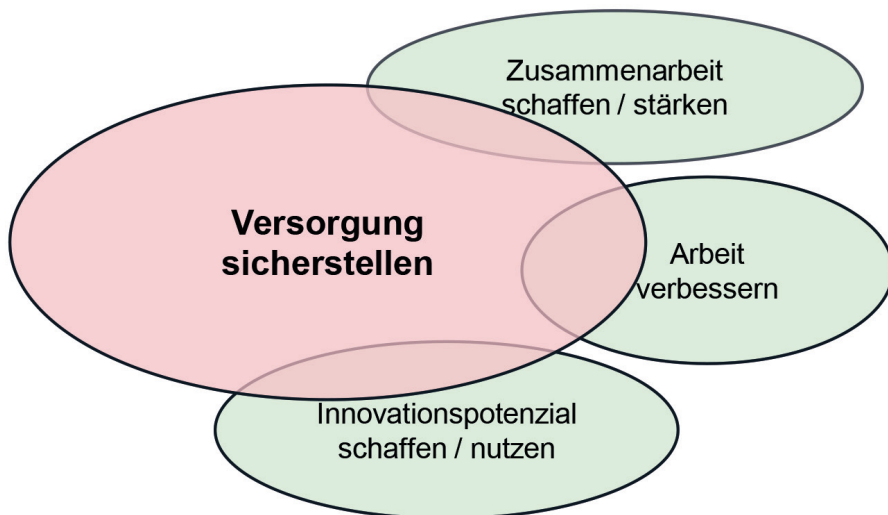 Zusammenarbeit
schaffen / stärken
Versorgung
sicherstellen
Arbeit
verbessern
Innovationspotenzial
schaffen / nutzen